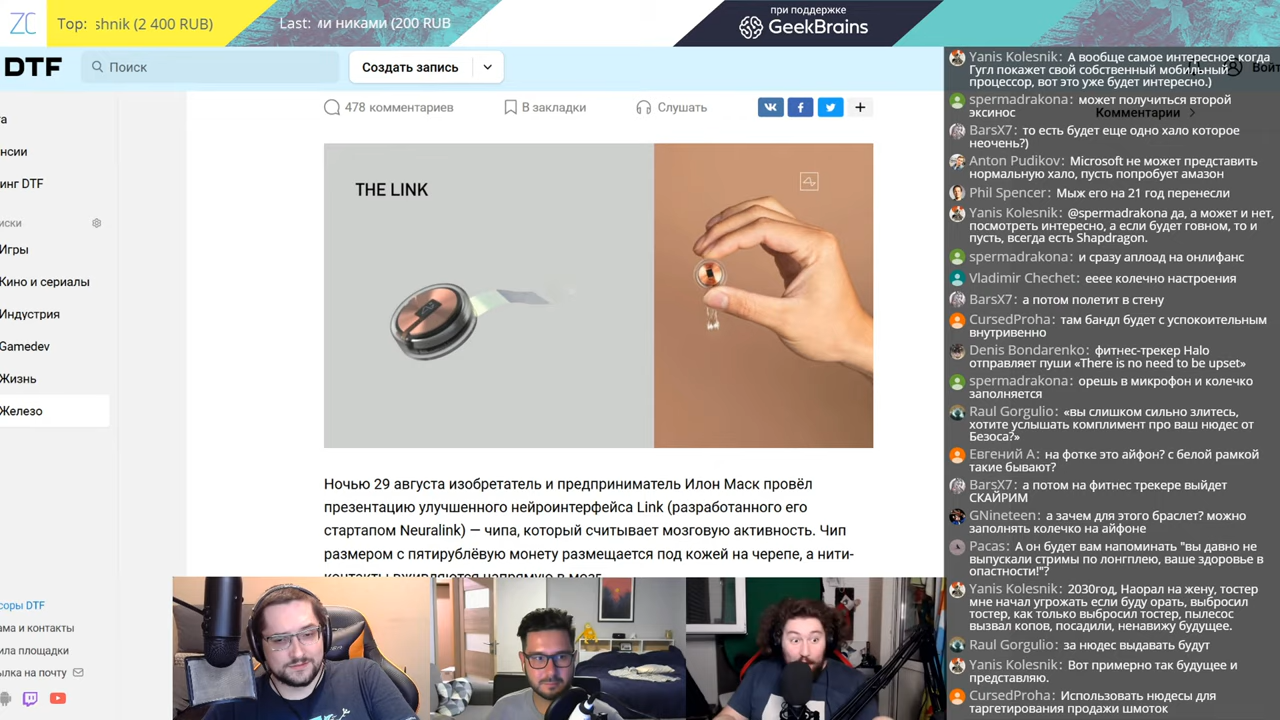 ZC
Top: shnik (2 400 RUB)
Last: ми никами (200 RUB
при поддержке
GeekBrains
DTF
Поиск
Создать запись
Войт
478 комментариев
В закладки
Слушать
Комментарии
нсии
инг DTF
иски
Игры
Кино и сериалы
Индустрия
Gamedev
Жизнь
Железо
THE LINK
Ночью 29 августа изобретатель и предприниматель Илон Маск провёл
презентацию улучшенного нейроинтерфейса Link (разработанного его
стартапом Neuralink) — чипа, который считывает мозговую активность. Чип
размером с пятирублёвую монету размещается под кожей на черепе, а нити-
контакты вживляются напрямую в мозг.
соры DTF
ама и контакты
ила площадки
ылка на почту
Yanis Kolesnik: А вообще самое интересное когда
Гугл покажет свой собственный мобильный
процессор, вот это уже будет интересно.)
spermadrakona: может получиться второй
эксинос
BarsX7: то есть будет еще одно хало которое
неочень?)
Anton Pudikov: Microsoft не может представить
нормальную хало, пусть попробует амазон
Phil Spencer: Мыж его на 21 год перенесли
Yanis Kolesnik: @spermadrakona да, а может и нет,
посмотреть интересно, а если будет говном, то и
пусть, всегда есть Shapdragon.
spermadrakona: и сразу аплоад на онлифанс
Vladimir Chechet: ееее колечно настроения
BarsX7: а потом полетит в стену
CursedProha: там бандл будет с успокоительным
внутривенно
Denis Bondarenko: фитнес-трекер Halo
отправляет пуши «There is no need to be upset»
spermadrakona: орешь в микрофон и колечко
заполняется
Raul Gorgulio: «вы слишком сильно злитесь,
хотите услышать комплимент про ваш нюдес от
Безоса?»
Евгений А: на фотке это айфон? с белой рамкой
такие бывают?
BarsX7: а потом на фитнес трекере выйдет
СКАЙРИМ
GNineteen: а зачем для этого браслет? можно
заполнять колечко на айфоне
Pacas: А он будет вам напоминать "вы давно не
выпускали стримы по лонгплею, ваше здоровье в
опасности!"?
Yanis Kolesnik: 2030год, Наорал на жену, тостер
мне начал угрожать если буду орать, выбросил
тостер, как только выбросил тостер, пылесос
вызвал копов, посадили, ненавижу будущее.
Raul Gorgulio: за нюдес выдавать будут
Yanis Kolesnik: Вот примерно так будущее и
представляю.
CursedProha: Использовать нюдесы для
таргетирования продажи шмоток